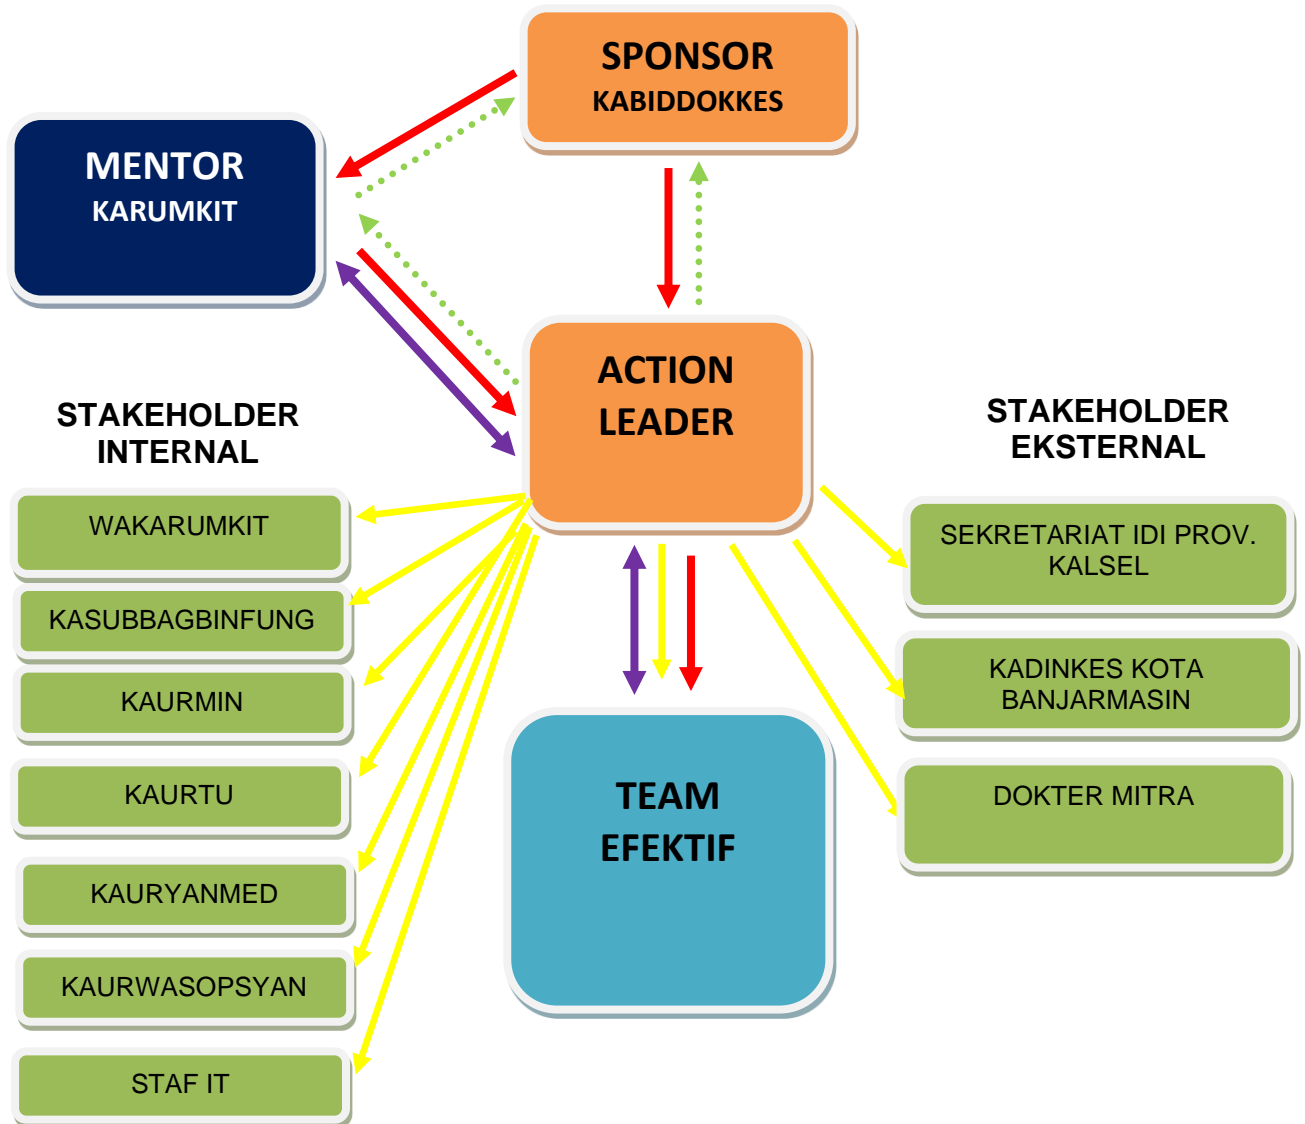 SPONSOR
KABIDDOKKES
MENTOR
KARUMKIT
ACTION
LEADER
STAKEHOLDER
INTERNAL
WAKARUMKIT
KASUBBAGBINFUNG
KAURMIN
KAURTU
KAURYANMED
KAURWASOPSYAN
STAF IT
TEAM
EFEKTIF
STAKEHOLDER
EKSTERNAL
SEKRETARIAT IDI PROV.
KALSEL
KADINKES KOTA
BANJARMASIN
DOKTER MITRA